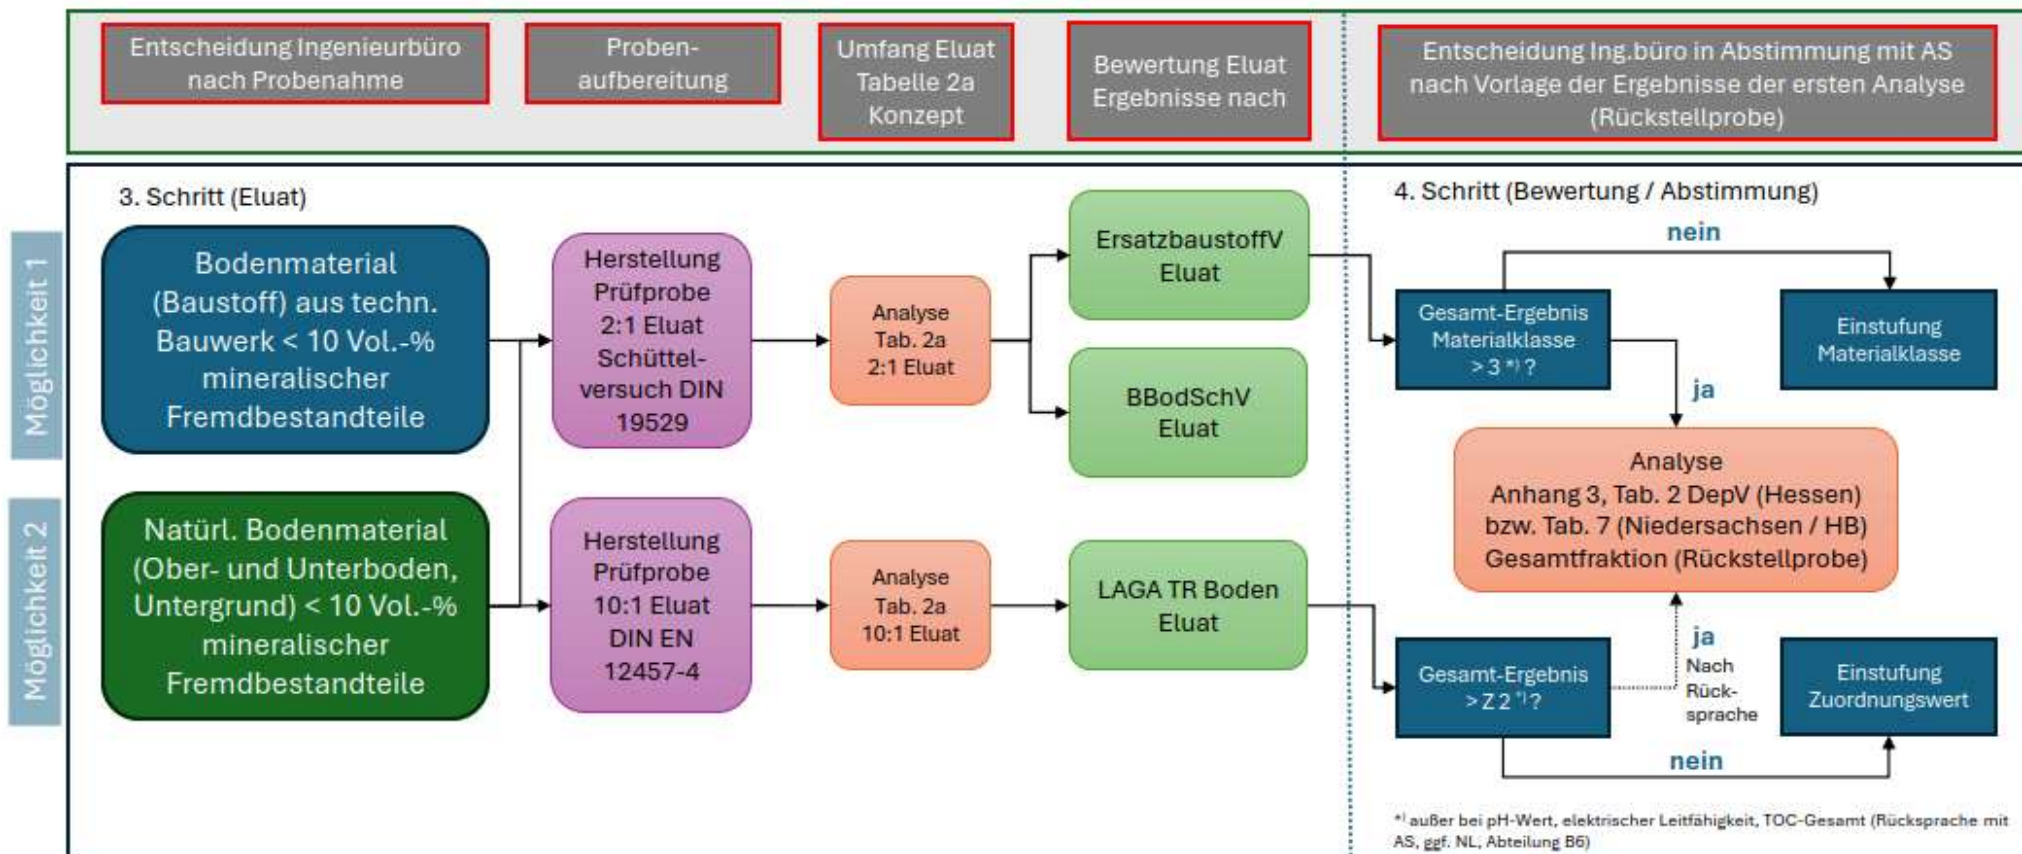 Entscheidung Ingenieurbüro
nach Probenahme
Proben-
aufbereitung
Umfang Eluat
Tabelle 2a
Konzept
Bewertung Eluat
Ergebnisse nach
Entscheidung Ing.büro in Abstimmung mit AS
nach Vorlage der Ergebnisse der ersten Analyse
(Rückstellprobe)
3. Schritt (Eluat)
4. Schritt (Bewertung / Abstimmung)
Möglichkeit 1
Bodenmaterial
(Baustoff) aus techn.
Bauwerk < 10 Vol.-%
mineralischer
Fremdbestandteile
Herstellung
Prüfprobe
2:1 Eluat
Schüttel-
versuch DIN
19529
Analyse
Tab. 2a
2:1 Eluat
ErsatzbaustoffV
Eluat
BBodSchV
Eluat
nein
Gesamt-Ergebnis
Materialklasse
> 3 *) ?
Einstufung
Materialklasse
ja
Analyse
Anhang 3, Tab. 2 DepV (Hessen)
bzw. Tab. 7 (Niedersachsen / HB)
Gesamtfraktion (Rückstellprobe)
Möglichkeit 2
Natürl. Bodenmaterial
(Ober- und Unterboden,
Untergrund) < 10 Vol.-%
mineralischer
Fremdbestandteile
Herstellung
Prüfprobe
10:1 Eluat
DIN EN
12457-4
Analyse
Tab. 2a
10:1 Eluat
LAGA TR Boden
Eluat
Gesamt-Ergebnis
> Z 2 *) ?
ja
Nach
Rück-
sprache
Einstufung
Zuordnungswert
nein
*) außer bei pH-Wert, elektrischer Leitfähigkeit, TOC-Gesamt (Rücksprache mit
AS, ggf. NL, Abteilung B6)